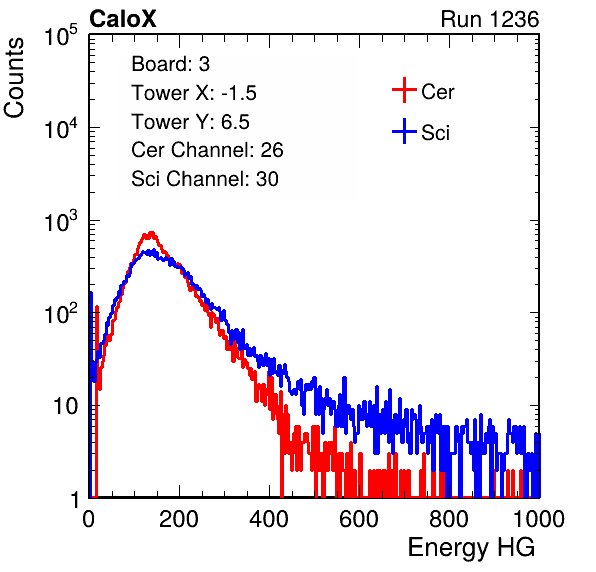 CaloX Run 1236
Counts
10^5
10^4
10^3
10^2
10
1
Board: 3
Tower X: -1.5
Tower Y: 6.5
Cer Channel: 26
Sci Channel: 30
Cer
Sci
0 200 400 600 800 1000
Energy HG